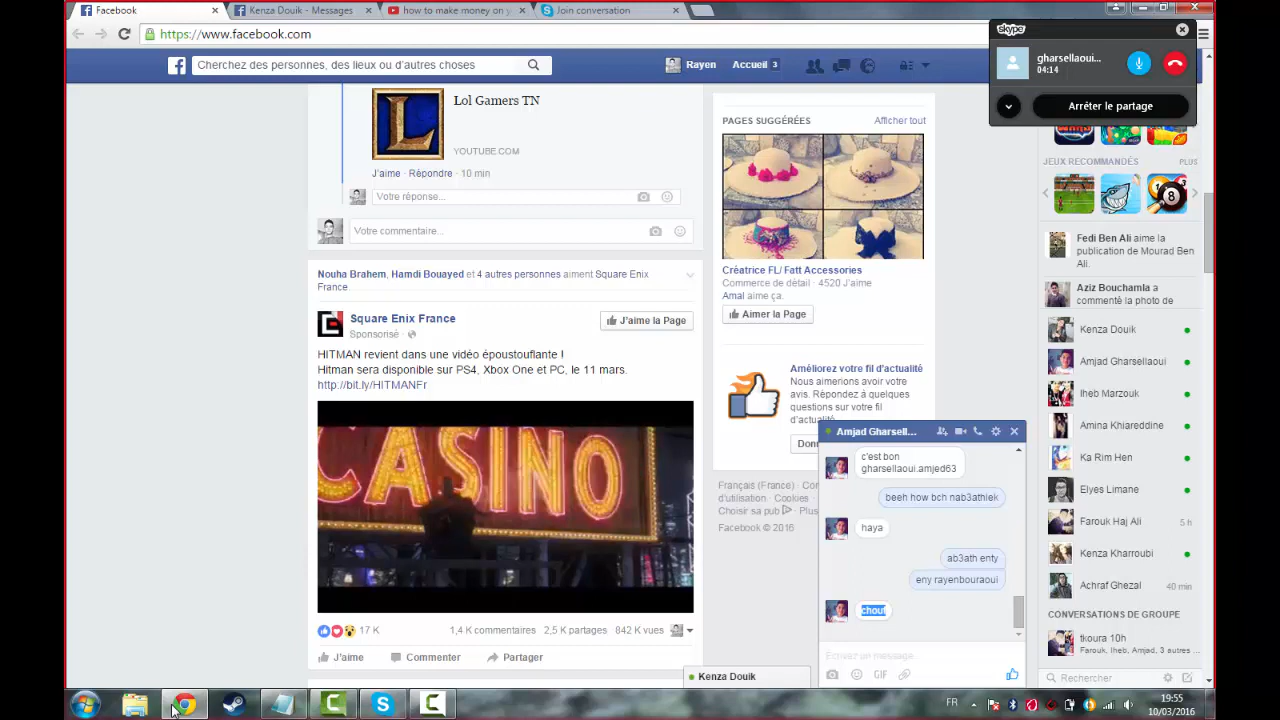 Facebook
Kenza Douik - Messages
how to make money on y
Join conversation
https://www.facebook.com
skype
gharsellaoui...
04:14
Arrêter le partage
Cherchez des personnes, des lieux ou d'autres choses
Rayen
Accueil 3
L
Lol Gamers TN
YOUTUBE.COM
J'aime · Répondre · 10 min
Votre réponse...
Votre commentaire...
Nouha Brahem, Hamdi Bouayed et 4 autres personnes aiment Square Enix
France.
Square Enix France
Sponsorisé ·
J'aime la Page
HITMAN revient dans une vidéo époustouflante !
Hitman sera disponible sur PS4, Xbox One et PC, le 11 mars.
http://bit.ly/HITMANFr
CASINO
17 K
1,4 K commentaires
2,5 K partages
842 K vues
J'aime
Commenter
Partager
PAGES SUGGÉRÉES
Afficher tout
Créatrice FL/ Fatt Accessories
Commerce de détail · 4520 J'aime
Amal aime ça.
Aimer la Page
Améliorez votre fil d'actualité
Nous aimerions avoir votre
avis. Répondez à quelques
questions sur votre fil
d'actualité.
Français (France)
d'utilisation · Cookies ·
Choisir sa pub
Facebook © 2016
Amjad Gharsell...
c'est bon
gharsellaoui.amjed63
beeh how bch nab3athiek
haya
ab3ath enty
eny rayenbouraoui
chouf
Écrivez un message...
GIF
Kenza Douik
JEUX RECOMMANDÉS
PLUS
8
Fedi Ben Ali aime la
publication de Mourad Ben
Ali.
Aziz Bouchamla a
commenté la photo de
Kenza Douik
Amjad Gharsellaoui
Iheb Marzouk
Amina Khiareddine
Ka Rim Hen
Elyes Limane
Farouk Haj Ali
5 h
Kenza Kharroubi
Achraf Ghezal
40 min
CONVERSATIONS DE GROUPE
tkoura 10h
Farouk, Iheb, Amjad, 3 autres ...
Rechercher
FR
19:55
10/03/2016